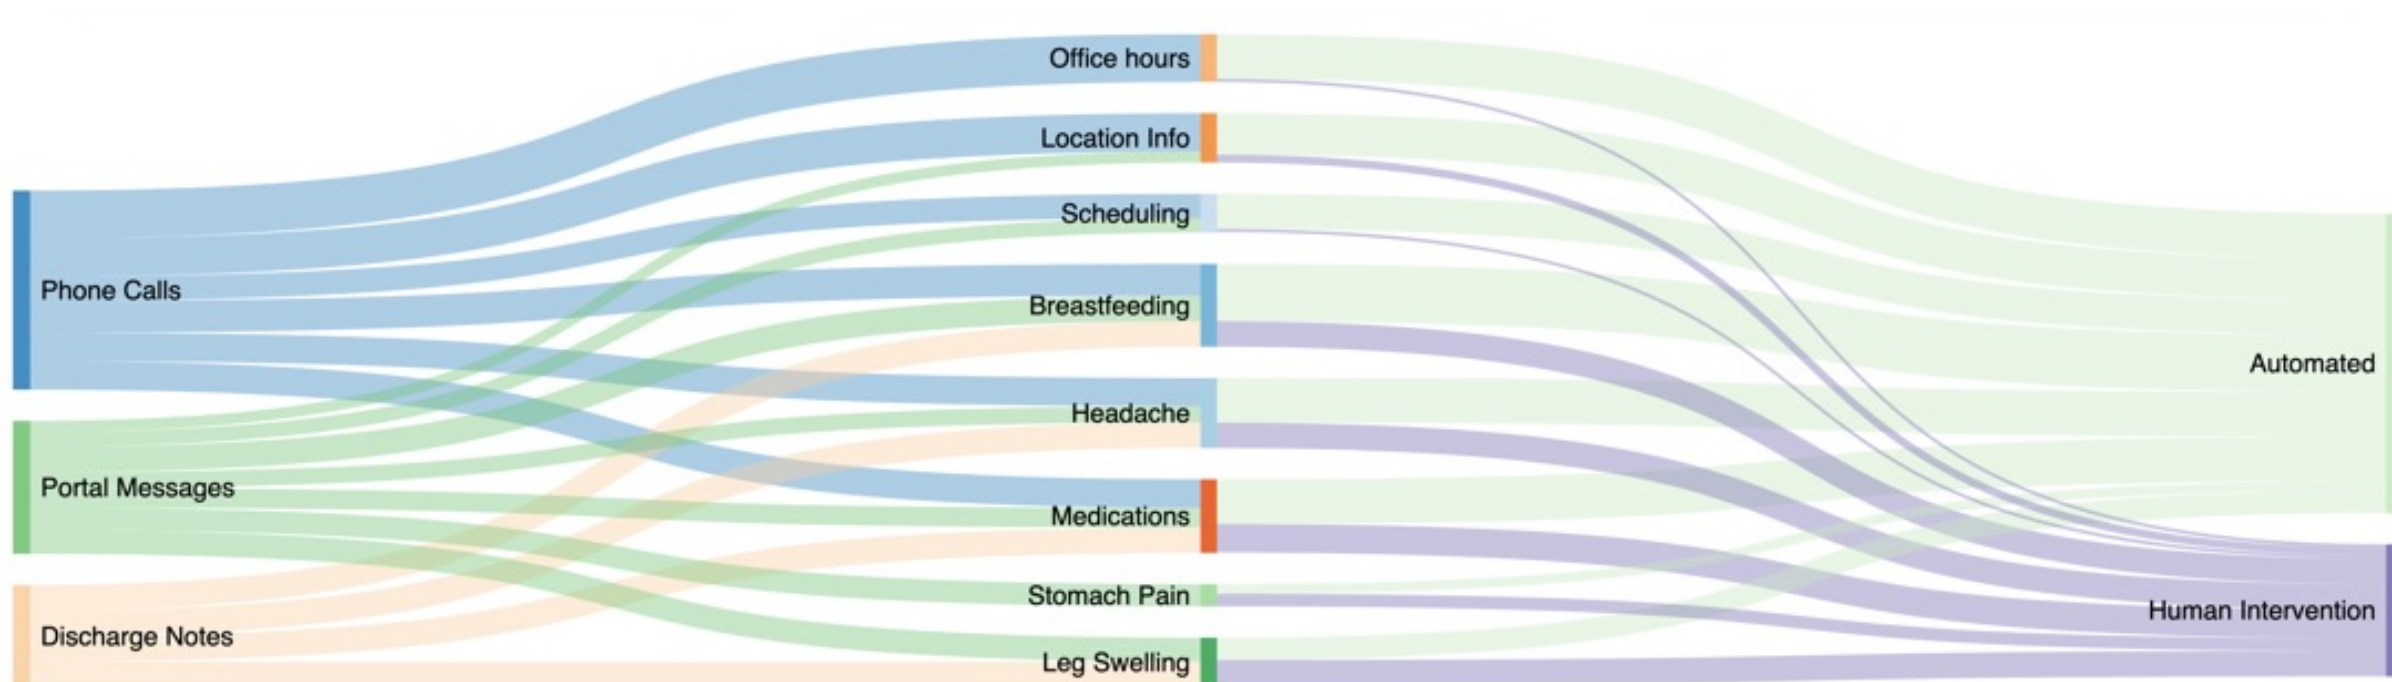 Phone Calls
Portal Messages
Discharge Notes
Office hours
Location Info
Scheduling
Breastfeeding
Headache
Medications
Stomach Pain
Leg Swelling
Automated
Human Intervention